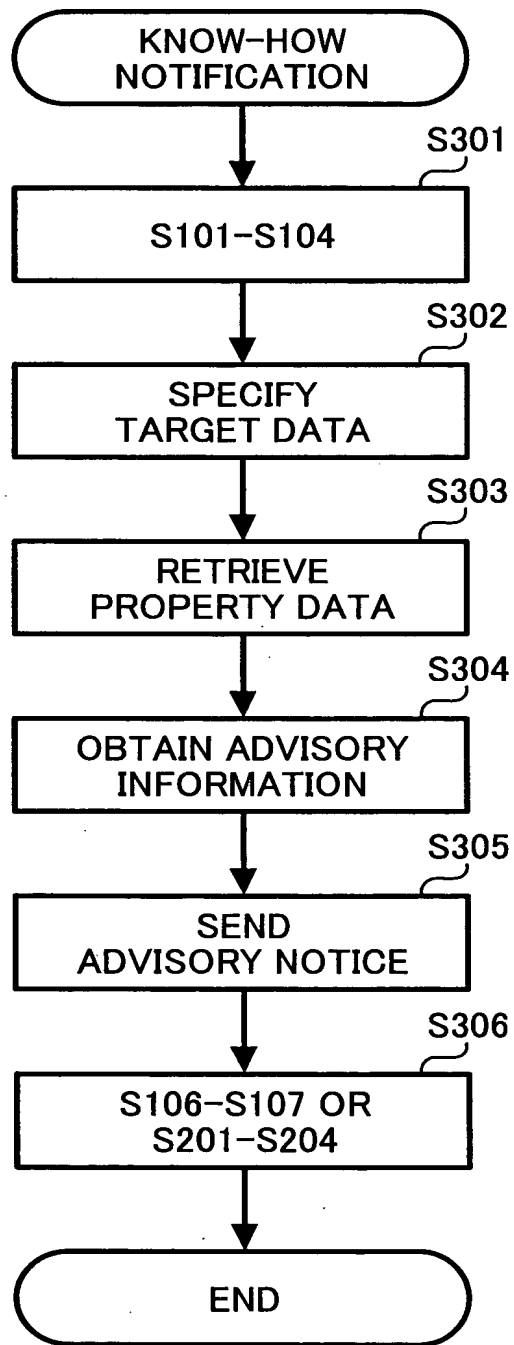 KNOW-HOW
NOTIFICATION
S301
S101-S104
S302
SPECIFY
TARGET DATA
S303
RETRIEVE
PROPERTY DATA
S304
OBTAIN ADVISORY
INFORMATION
S305
SEND
ADVISORY NOTICE
S306
S106-S107 OR
S201-S204
END